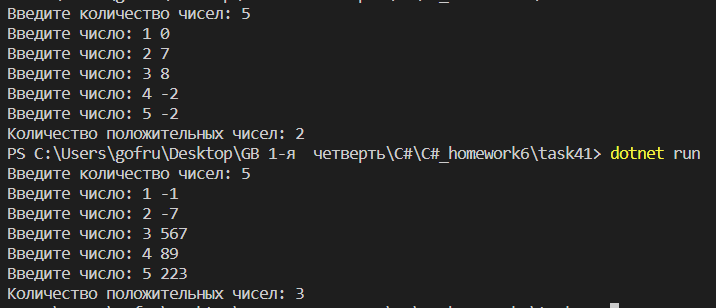 Введите количество чисел: 5
Введите число: 1 0
Введите число: 2 7
Введите число: 3 8
Введите число: 4 -2
Введите число: 5 -2
Количество положительных чисел: 2
PS C:\Users\gofru\Desktop\GB 1-я  четверть\C#\C#_homework6\task41> dotnet run
Введите количество чисел: 5
Введите число: 1 -1
Введите число: 2 -7
Введите число: 3 567
Введите число: 4 89
Введите число: 5 223
Количество положительных чисел: 3